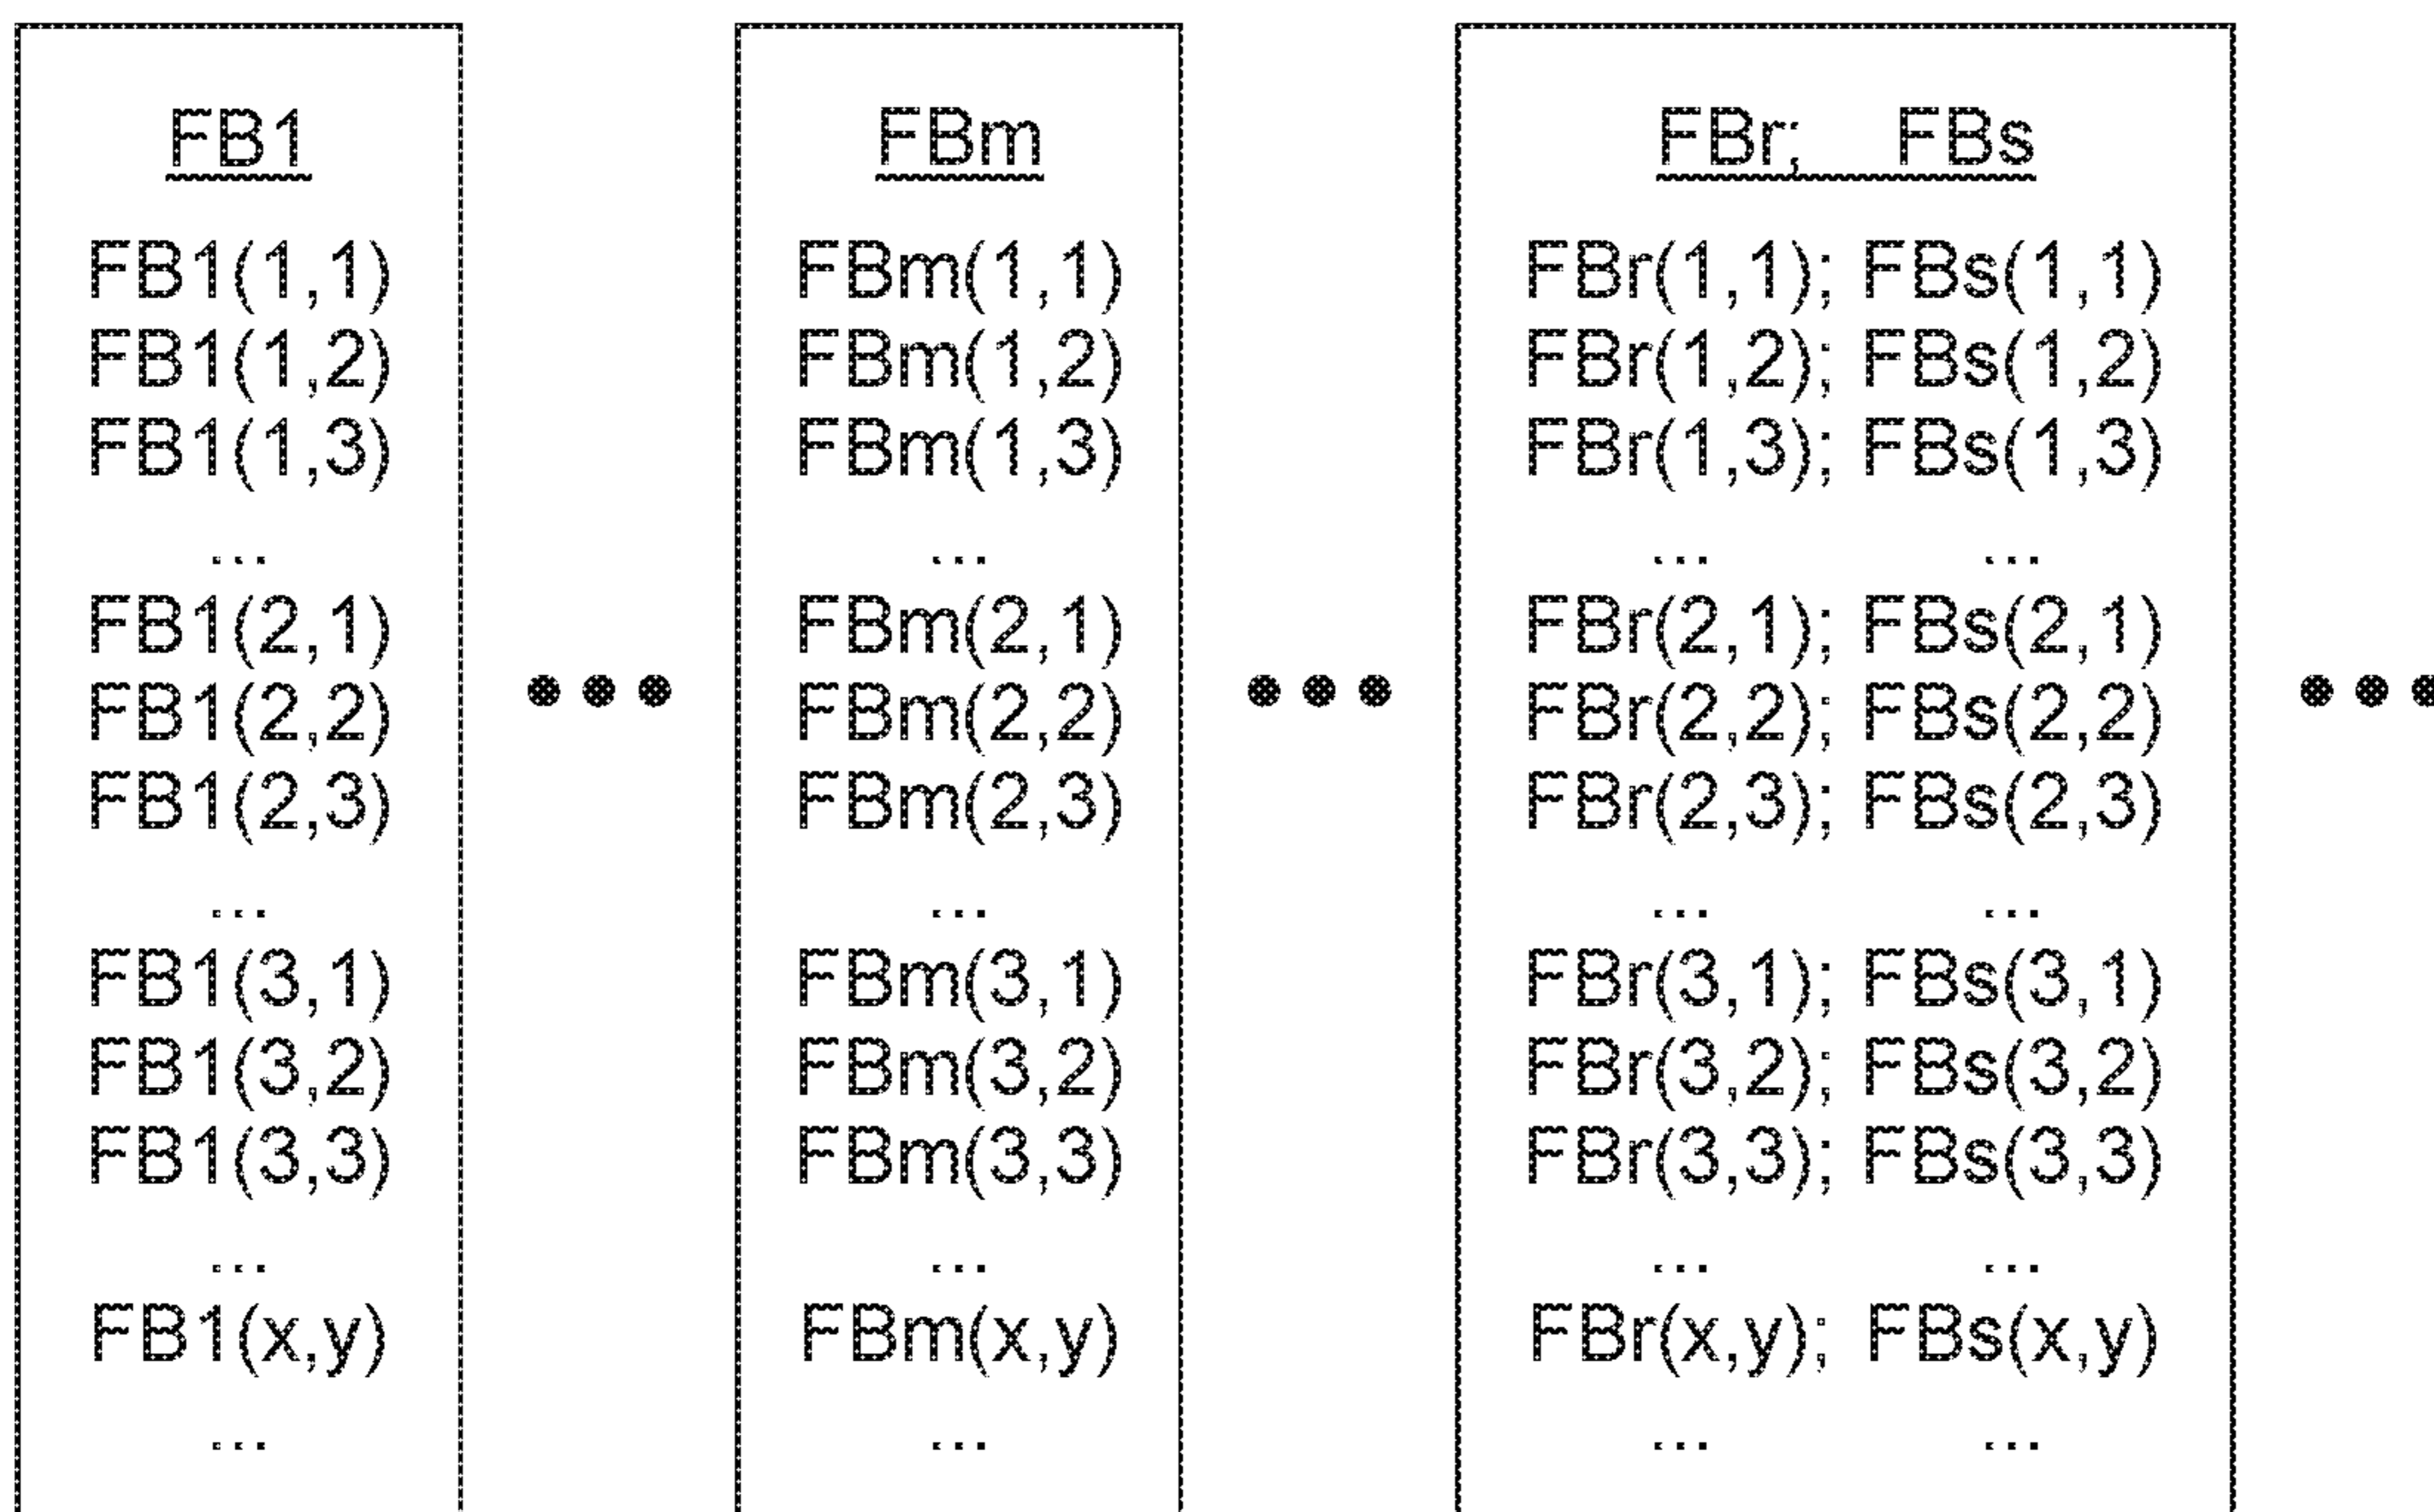 FB1
FB1(1,1)
FB1(1,2)
FB1(1,3)
...
FB1(2,1)
FB1(2,2)
FB1(2,3)
...
FB1(3,1)
FB1(3,2)
FB1(3,3)
...
FB1(x,y)
...
FBm
FBm(1,1)
FBm(1,2)
FBm(1,3)
...
FBm(2,1)
FBm(2,2)
FBm(2,3)
...
FBm(3,1)
FBm(3,2)
FBm(3,3)
...
FBm(x,y)
...
FBr; FBs
FBr(1,1); FBs(1,1)
FBr(1,2); FBs(1,2)
FBr(1,3); FBs(1,3)
... ...
FBr(2,1); FBs(2,1)
FBr(2,2); FBs(2,2)
FBr(2,3); FBs(2,3)
... ...
FBr(3,1); FBs(3,1)
FBr(3,2); FBs(3,2)
FBr(3,3); FBs(3,3)
... ...
FBr(x,y); FBs(x,y)
... ...